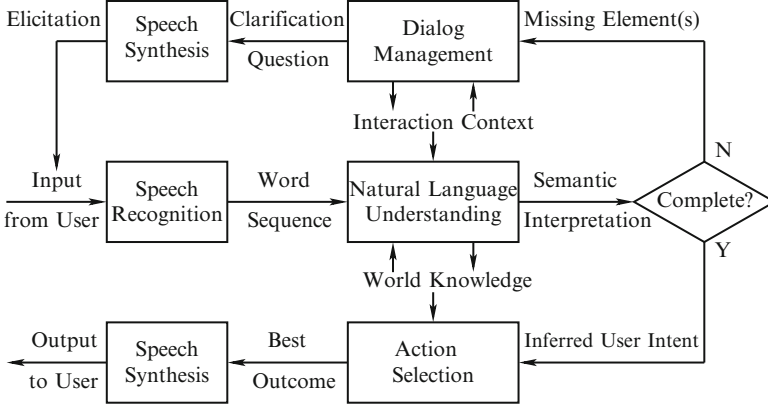 Elicitation
Speech
Synthesis
Clarification
Question
Dialog
Management
Missing Element(s)
Interaction Context
N
Input
from User
Speech
Recognition
Word
Sequence
Natural Language
Understanding
Semantic
Interpretation
Complete?
Y
World Knowledge
Output
to User
Speech
Synthesis
Best
Outcome
Action
Selection
Inferred User Intent